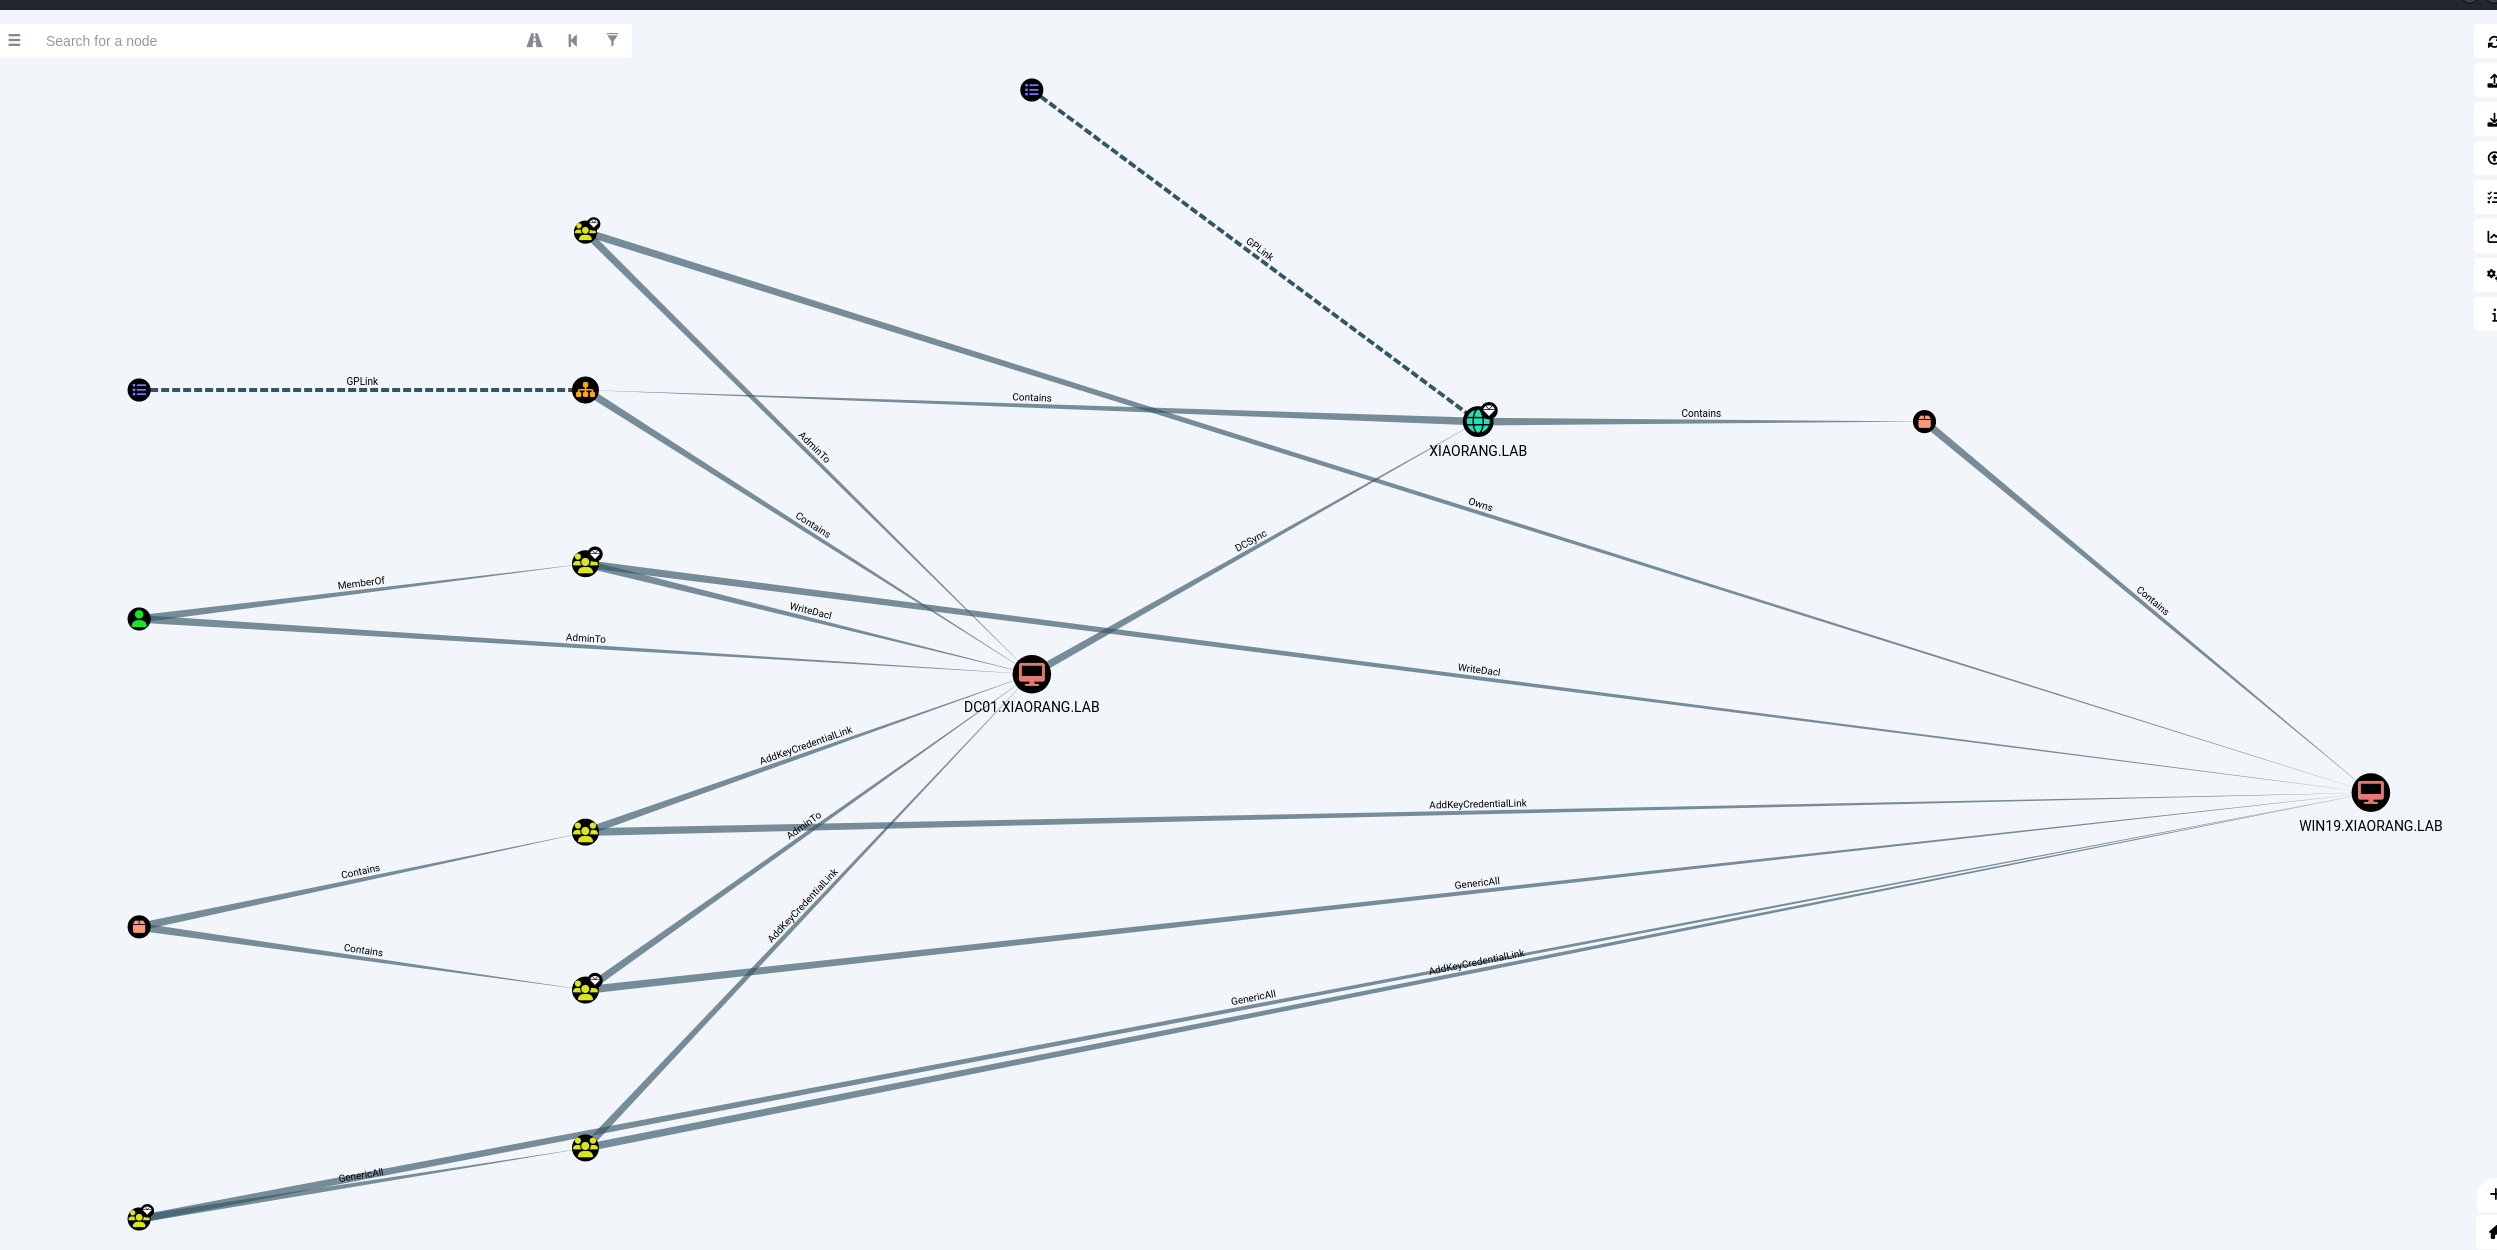 Search for a node
GPLink
GPLink
Contains
Contains
AdminTo
XIAORANG.LAB
Owns
Contains
DCSync
MemberOf
WriteDacl
Contains
AdminTo
WriteDacl
DC01.XIAORANG.LAB
AddKeyCredentialLink
AddKeyCredentialLink
WIN19.XIAORANG.LAB
AdminTo
Contains
GenericAll
AddKeyCredentialLink
Contains
AddKeyCredentialLink
GenericAll
GenericAll